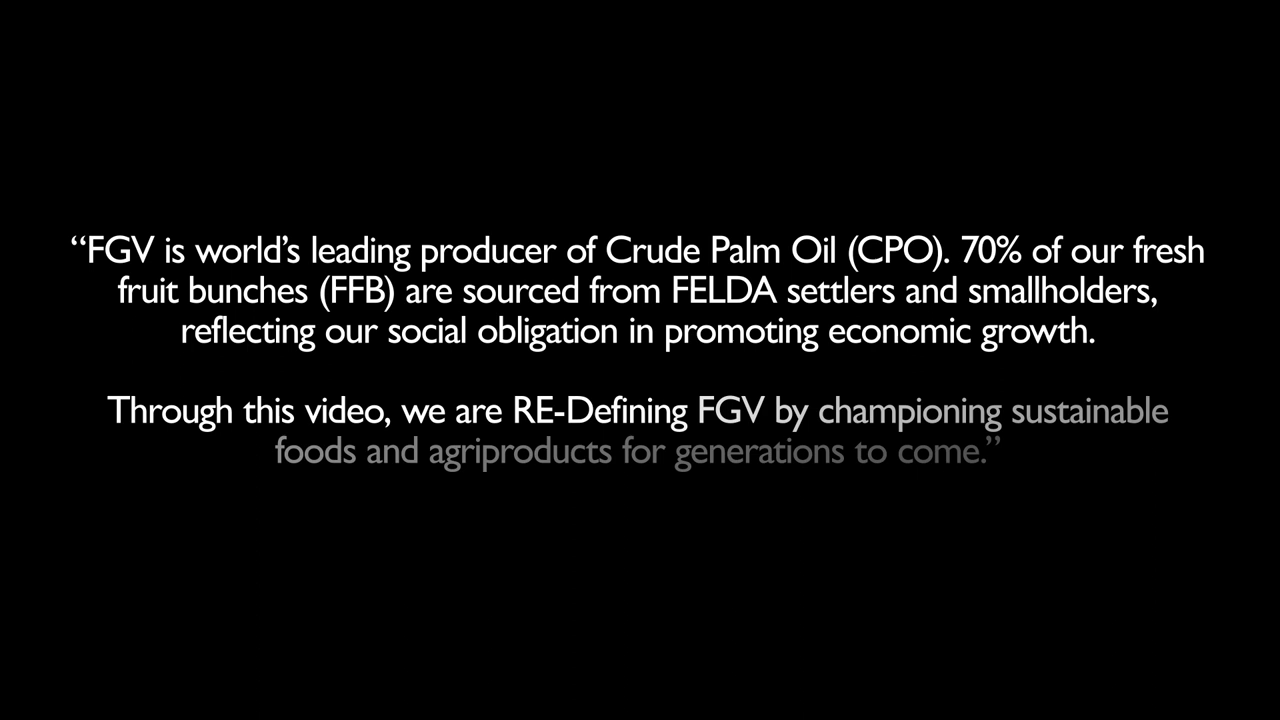 “FGV is world’s leading producer of Crude Palm Oil (CPO). 70% of our fresh
fruit bunches (FFB) are sourced from FELDA settlers and smallholders,
reflecting our social obligation in promoting economic growth.
Through this video, we are RE-Defining FGV by championing sustainable
foods and agriproducts for generations to come.”